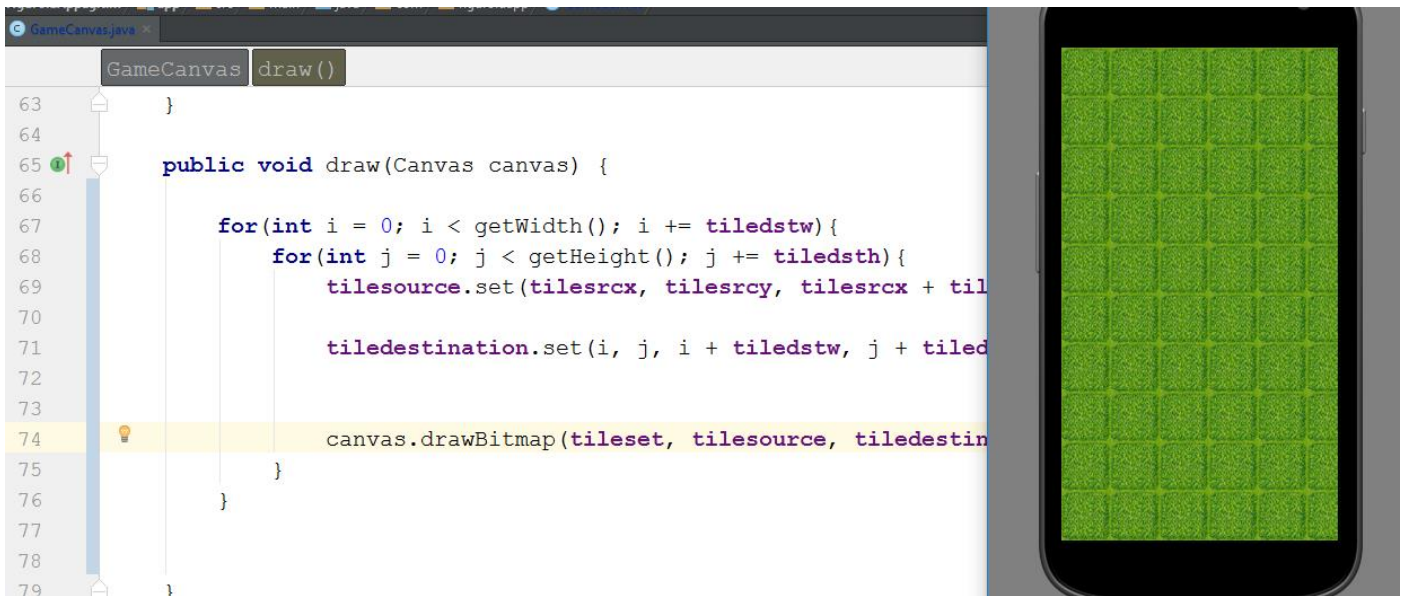 GameCanvas.java
GameCanvas draw()
63 }
64
65 public void draw(Canvas canvas) {
66
67 for(int i = 0; i < getWidth(); i += tiledstw){
68 for(int j = 0; j < getHeight(); j += tiledsth){
69 tilesource.set(tilesrcx, tilesrcy, tilesrcx + til
70
71 tiledestination.set(i, j, i + tiledstw, j + tiled
72
73
74 canvas.drawBitmap(tileset, tilesource, tiledestin
75 }
76 }
77
78
79 }